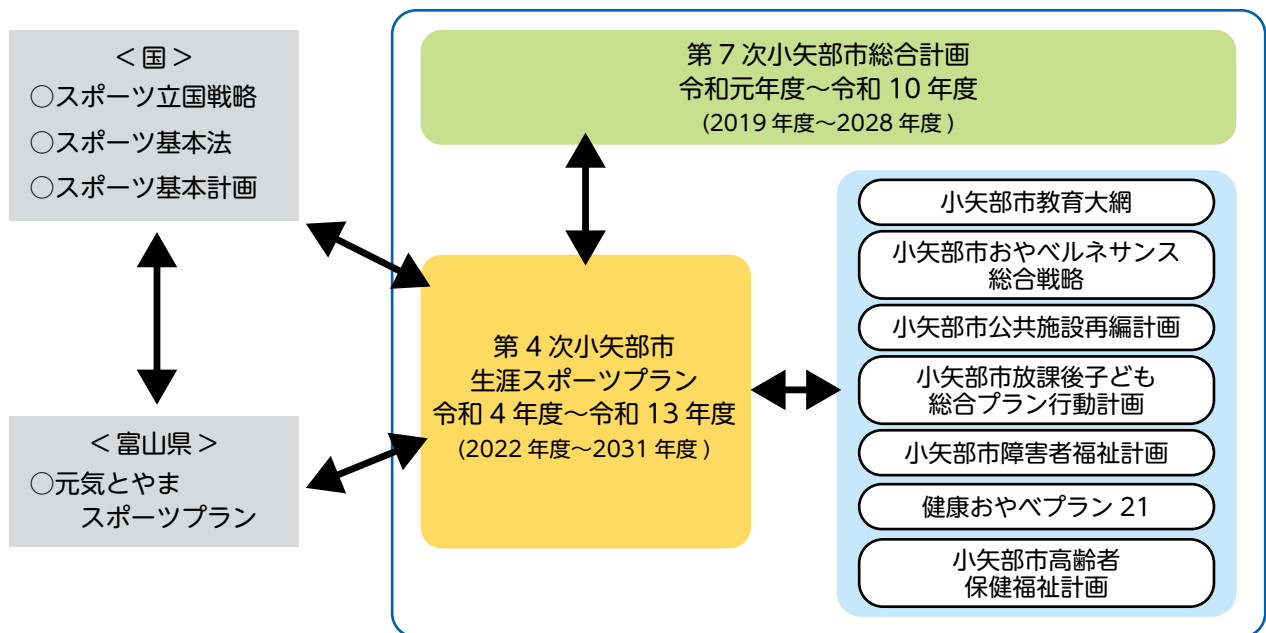 ＜国＞
○スポーツ立国戦略
○スポーツ基本法
○スポーツ基本計画
＜富山県＞
○元気とやま
スポーツプラン
第７次小矢部市総合計画
令和元年度～令和 10 年度
(2019 年度～2028 年度 )
第 4 次小矢部市
生涯スポーツプラン
令和 4 年度～令和 13 年度
(2022 年度～2031 年度 )
小矢部市教育大綱
小矢部市おやべルネサンス
総合戦略
小矢部市公共施設再編計画
小矢部市放課後子ども
総合プラン行動計画
小矢部市障害者福祉計画
健康おやべプラン 21
小矢部市高齢者
保健福祉計画